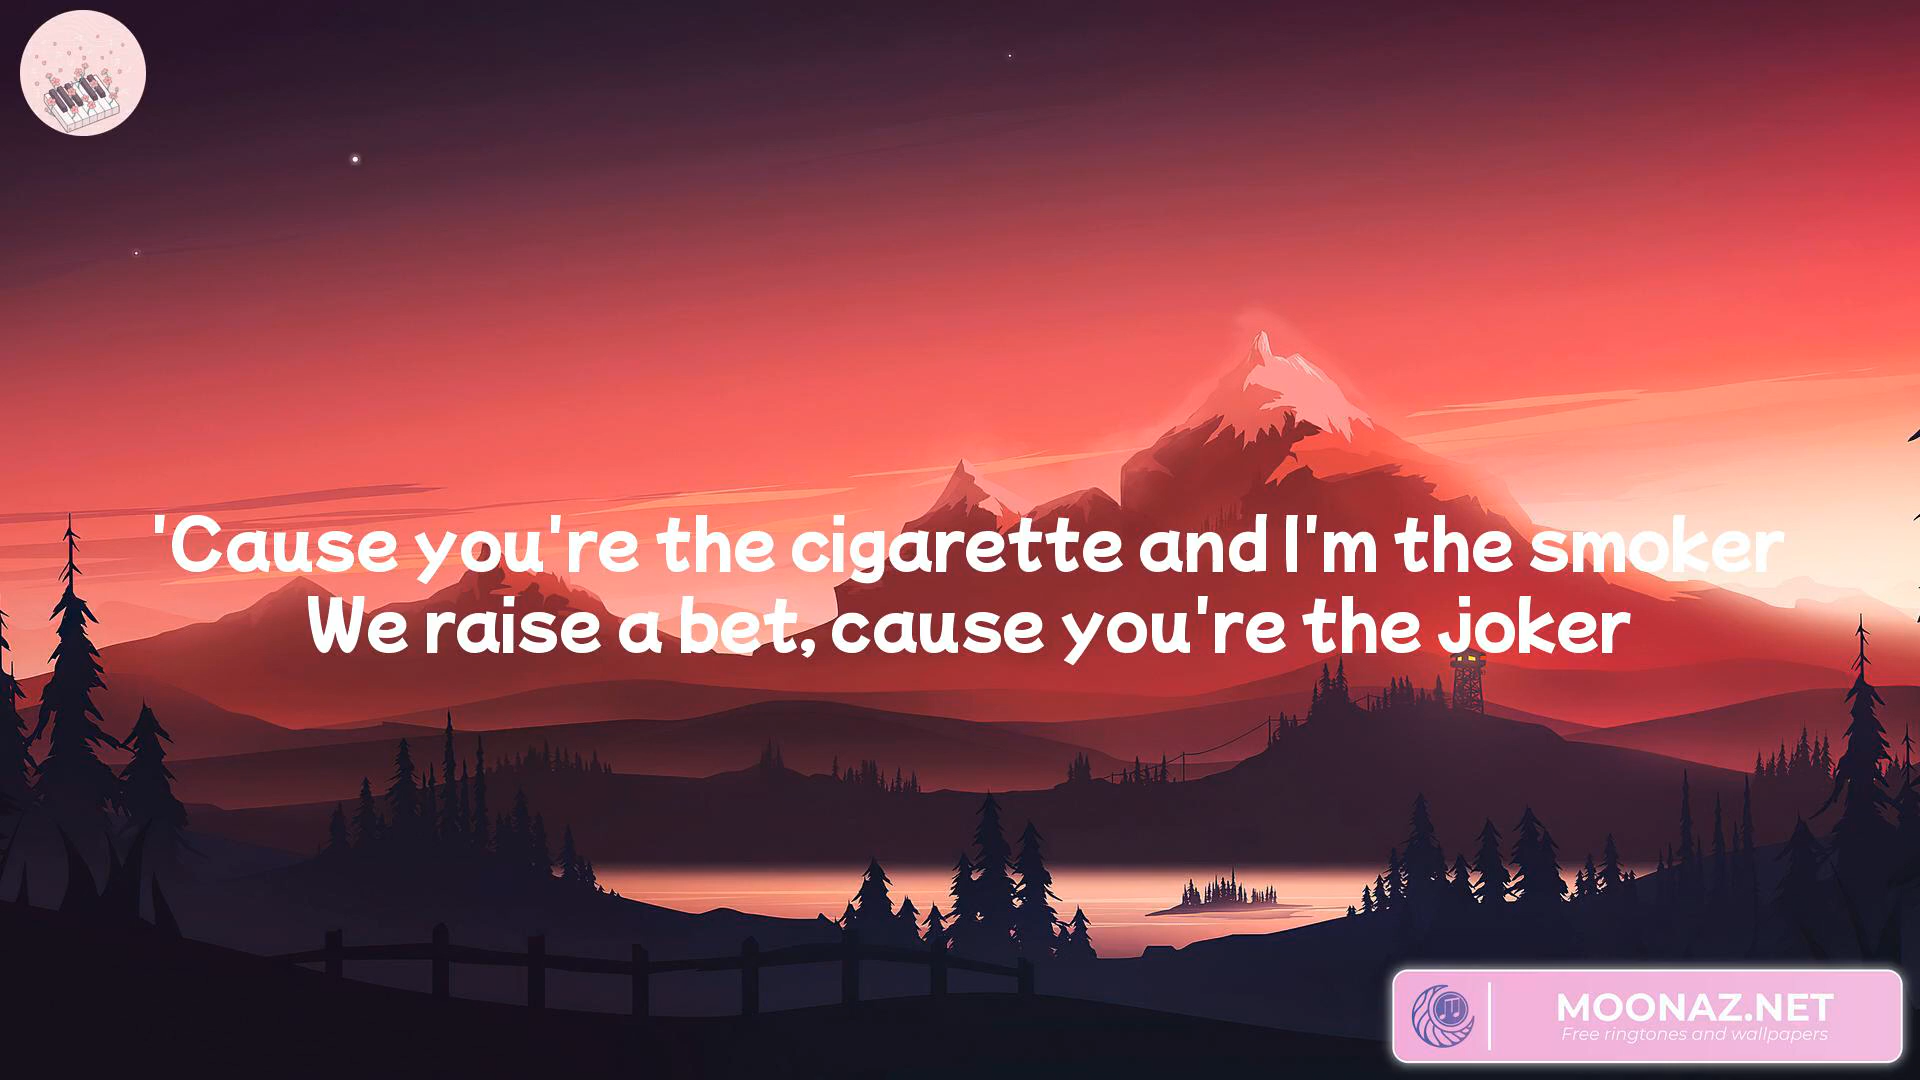 'Cause you're the cigarette and I'm the smoker
We raise a bet, cause you're the joker
MOONAZ.NET
Free ringtones and wallpapers